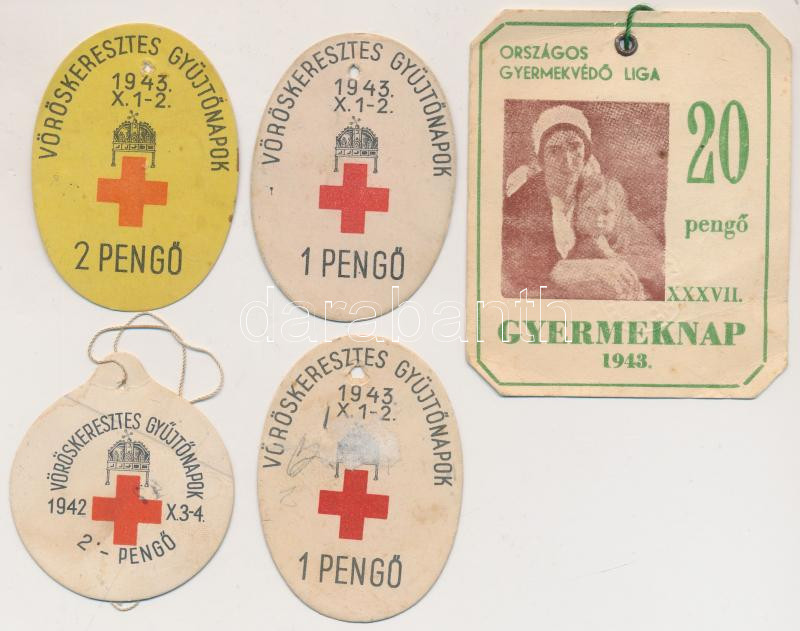 VÖRÖSKERESZTES GYŰJTŐNAPOK
1943.
X.1-2.
2 PENGŐ
VÖRÖSKERESZTES GYŰJTŐNAPOK
1943.
X.1-2.
1 PENGŐ
ORSZÁGOS
GYERMEKVÉDŐ LIGA
20
pengő
XXXVII.
GYERMEKNAP
1943.
VÖRÖSKERESZTES GYŰJTŐNAPOK
1942 X.3-4.
2·– PENGŐ
VÖRÖSKERESZTES GYŰJTŐNAPOK
1943.
X.1-2.
1 PENGŐ
darabanth